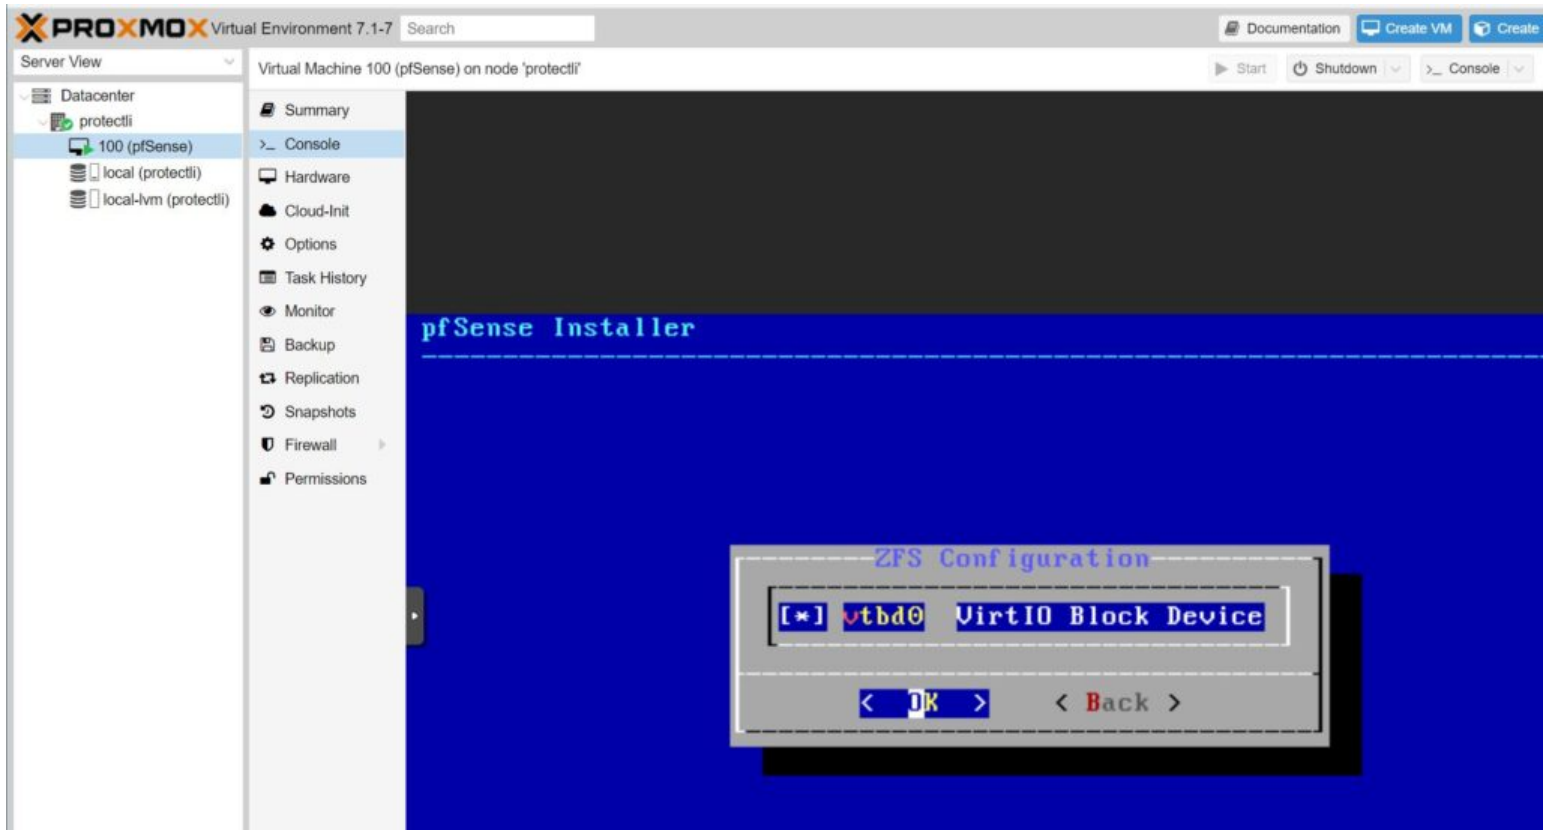 PROXMOX Virtual Environment 7.1-7 Search Documentation Create VM Create
Server View
Virtual Machine 100 (pfSense) on node 'protectli' Start Shutdown >_ Console
Datacenter
protectli
100 (pfSense)
local (protectli)
local-lvm (protectli)
Summary
>_ Console
Hardware
Cloud-Init
Options
Task History
Monitor
Backup
Replication
Snapshots
Firewall
Permissions
pfSense Installer
ZFS Configuration
[*] vtbd0 VirtIO Block Device
< OK > < Back >